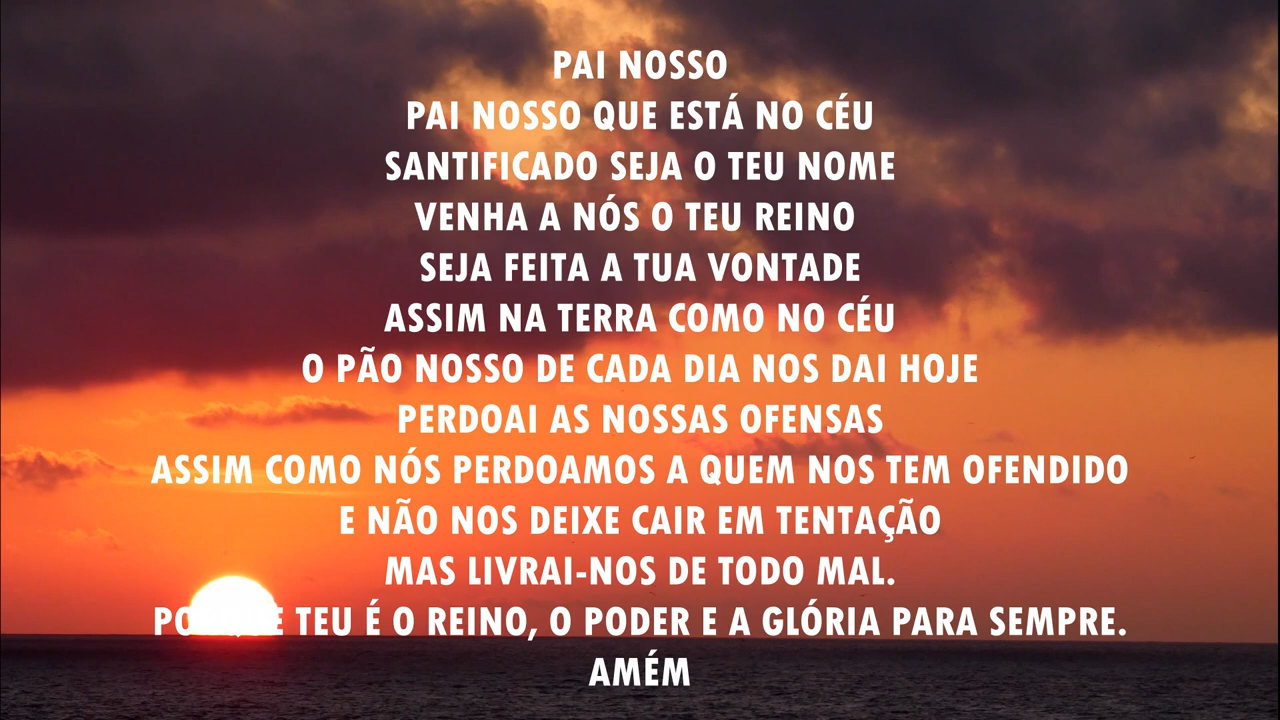 PAI NOSSO
PAI NOSSO QUE ESTÁ NO CÉU
SANTIFICADO SEJA O TEU NOME
VENHA A NÓS O TEU REINO
SEJA FEITA A TUA VONTADE
ASSIM NA TERRA COMO NO CÉU
O PÃO NOSSO DE CADA DIA NOS DAI HOJE
PERDOAI AS NOSSAS OFENSAS
ASSIM COMO NÓS PERDOAMOS A QUEM NOS TEM OFENDIDO
E NÃO NOS DEIXE CAIR EM TENTAÇÃO
MAS LIVRAI-NOS DE TODO MAL.
PORQUE TEU É O REINO, O PODER E A GLÓRIA PARA SEMPRE.
AMÉM